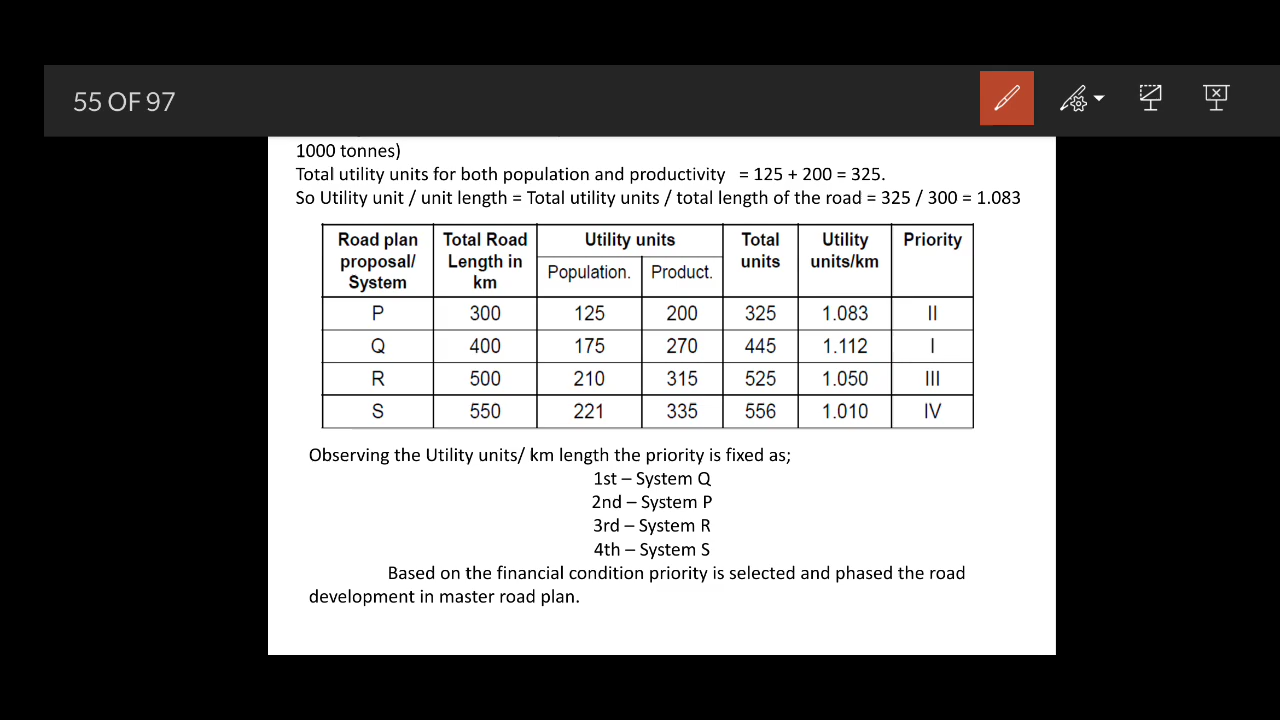 55 OF 97
1000 tonnes)
Total utility units for both population and productivity = 125 + 200 = 325.
So Utility unit / unit length = Total utility units / total length of the road = 325 / 300 = 1.083
Road plan proposal/ System Total Road Length in km Utility units Total units Utility units/km Priority
Population. Product.
P 300 125 200 325 1.083 II
Q 400 175 270 445 1.112 I
R 500 210 315 525 1.050 III
S 550 221 335 556 1.010 IV
Observing the Utility units/ km length the priority is fixed as;
1st – System Q
2nd – System P
3rd – System R
4th – System S
Based on the financial condition priority is selected and phased the road
development in master road plan.